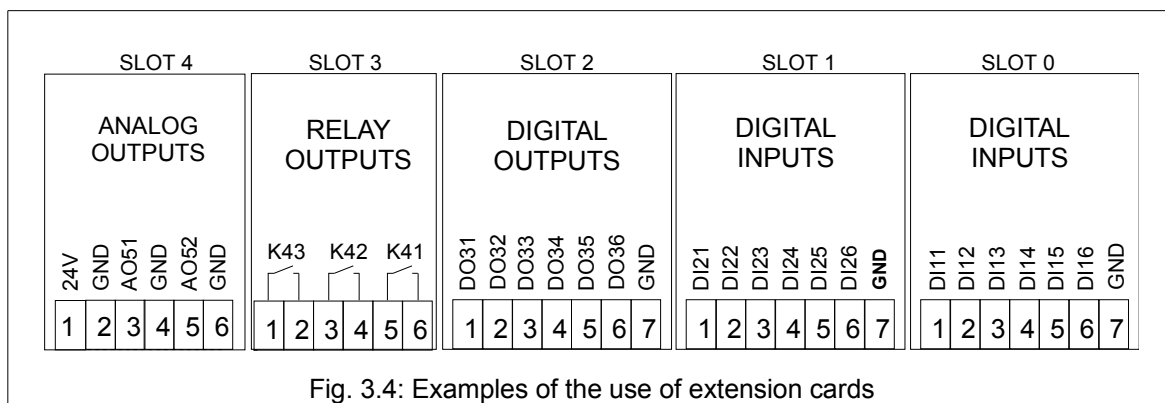 SLOT 4 SLOT 3 SLOT 2 SLOT 1 SLOT 0
ANALOG OUTPUTS
RELAY OUTPUTS
DIGITAL OUTPUTS
DIGITAL INPUTS
DIGITAL INPUTS
24V GND AO51 GND AO52 GND
K43 K42 K41
DO31 DO32 DO33 DO34 DO35 DO36 GND
DI21 DI22 DI23 DI24 DI25 DI26 GND
DI11 DI12 DI13 DI14 DI15 DI16 GND
1 2 3 4 5 6 1 2 3 4 5 6 1 2 3 4 5 6 7 1 2 3 4 5 6 7 1 2 3 4 5 6 7
Fig. 3.4: Examples of the use of extension cards